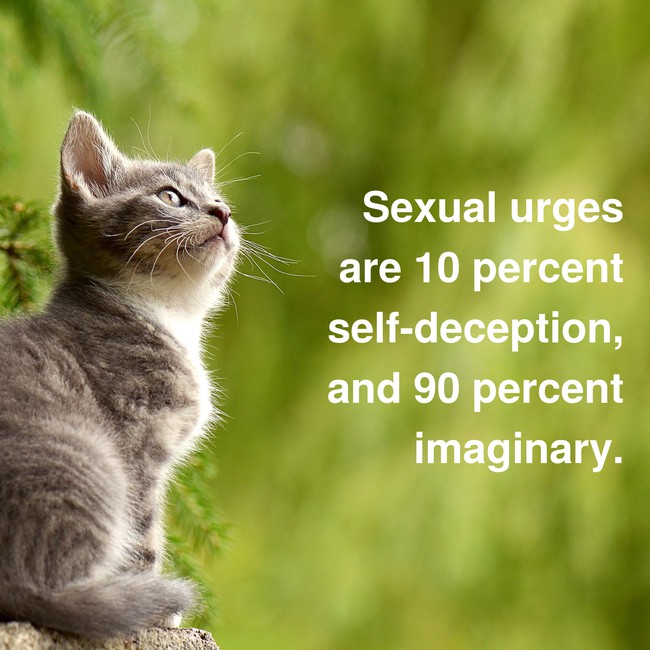 Sexual urges
are 10 percent
self-deception,
and 90 percent
imaginary.